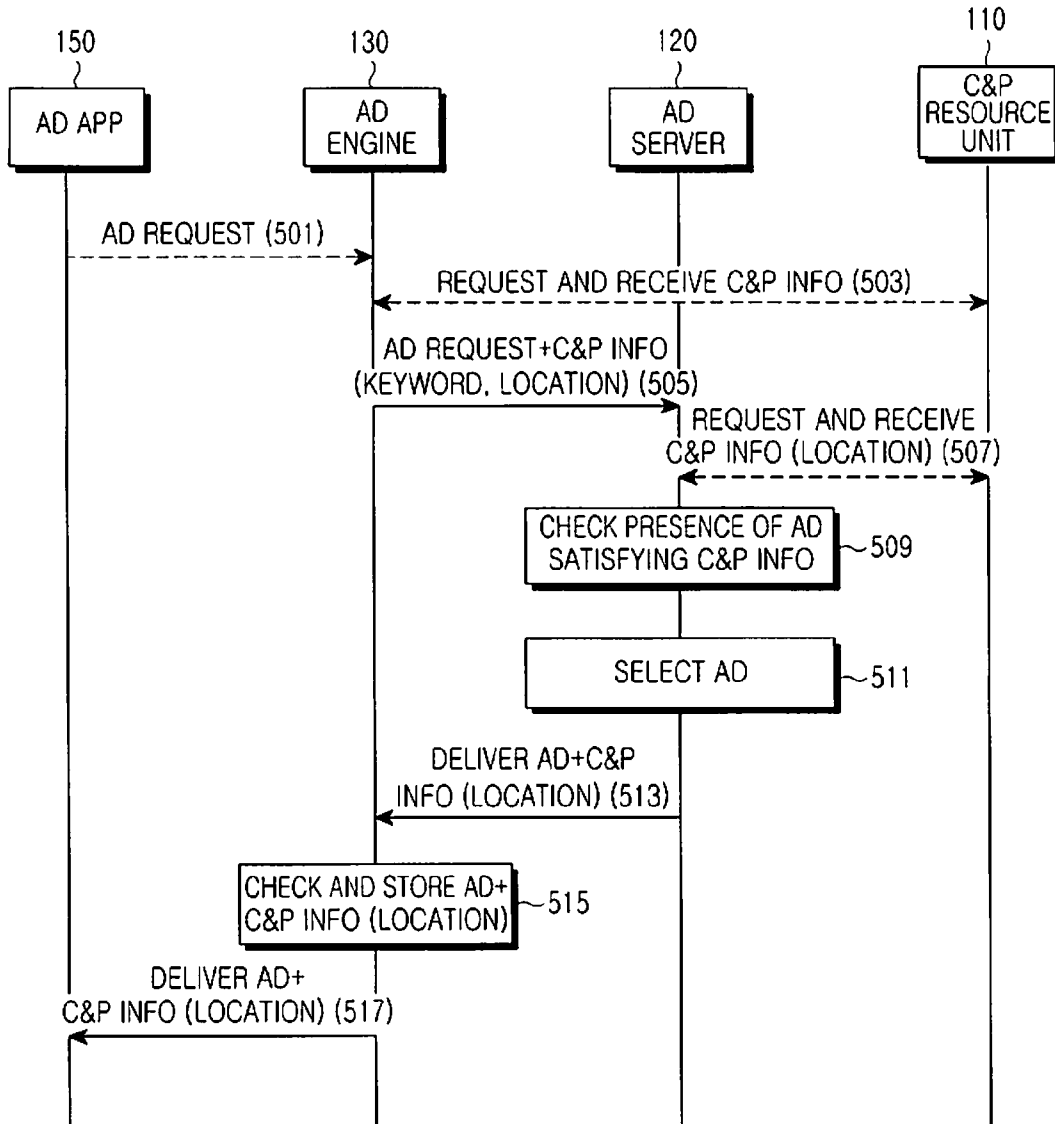 150
130
120
110
AD APP
AD
ENGINE
AD
SERVER
C&P
RESOURCE
UNIT
AD REQUEST (501)
REQUEST AND RECEIVE C&P INFO (503)
AD REQUEST+C&P INFO
(KEYWORD, LOCATION) (505)
REQUEST AND RECEIVE
C&P INFO (LOCATION) (507)
CHECK PRESENCE OF AD
SATISFYING C&P INFO
509
SELECT AD
511
DELIVER AD+C&P
INFO (LOCATION) (513)
CHECK AND STORE AD+
C&P INFO (LOCATION)
515
DELIVER AD+
C&P INFO (LOCATION) (517)